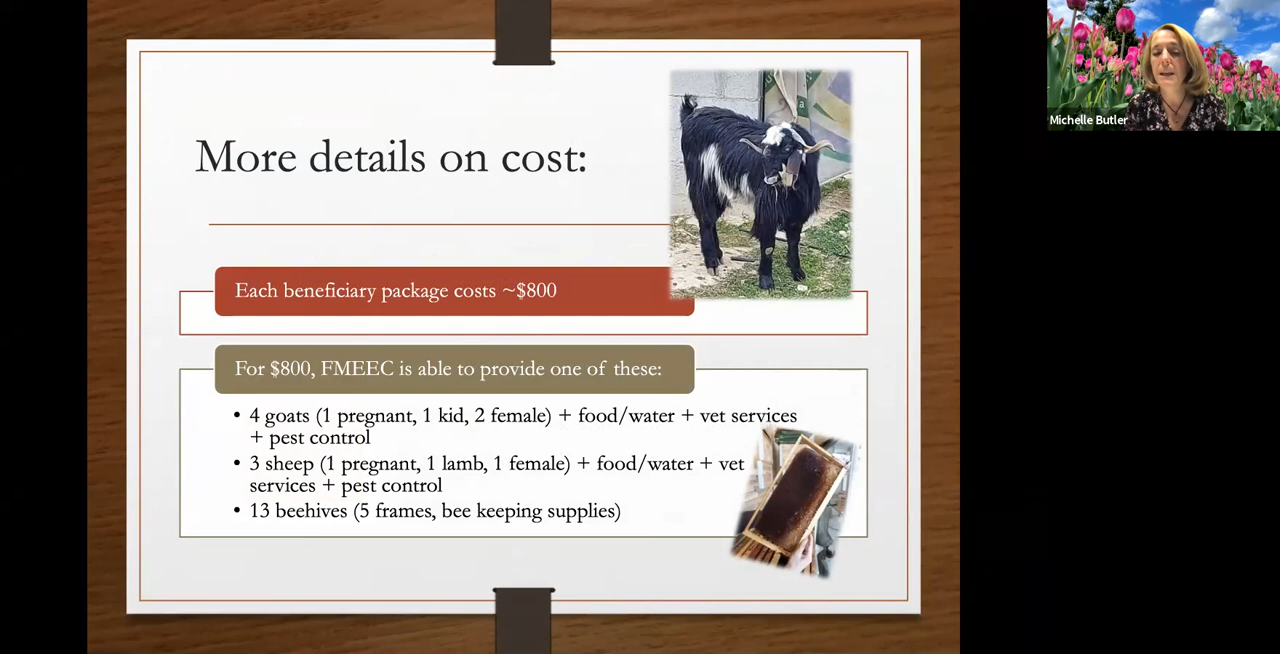 More details on cost:
Each beneficiary package costs ~$800
For $800, FMEEC is able to provide one of these:
• 4 goats (1 pregnant, 1 kid, 2 female) + food/water + vet services
+ pest control
• 3 sheep (1 pregnant, 1 lamb, 1 female) + food/water + vet
services + pest control
• 13 beehives (5 frames, bee keeping supplies)
Michelle Butler